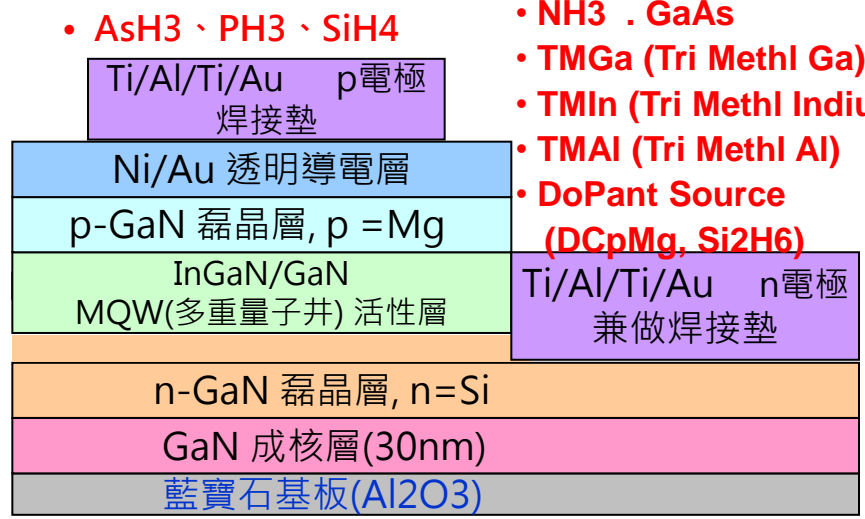 • AsH3、PH3、SiH4
• NH3 . GaAs
• TMGa (Tri Methl Ga)
• TMIn (Tri Methl Indiu
• TMAl (Tri Methl Al)
• DoPant Source
(DCpMg, Si2H6)
Ti/Al/Ti/Au p電極
焊接墊
Ni/Au 透明導電層
p-GaN 磊晶層, p =Mg
InGaN/GaN
MQW(多重量子井) 活性層
Ti/Al/Ti/Au n電極
兼做焊接墊
n-GaN 磊晶層, n=Si
GaN 成核層(30nm)
藍寶石基板(Al2O3)